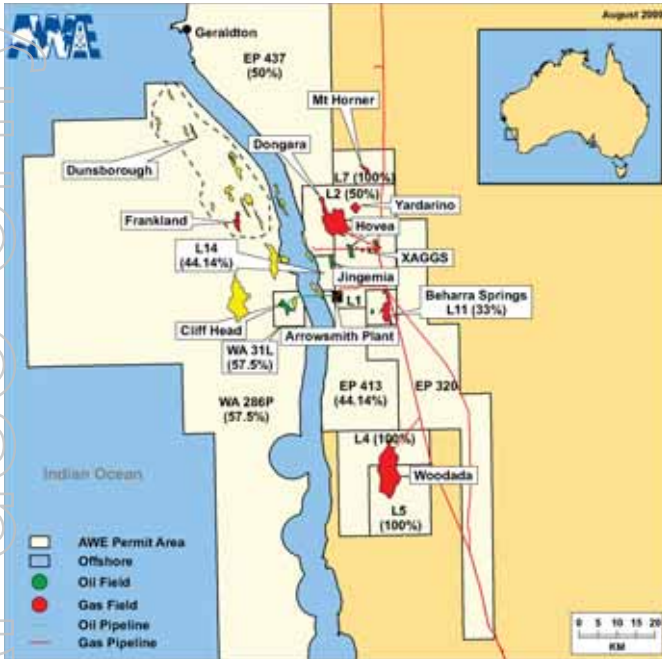 AWE
August 200
Geraldton
EP 437
(50%)
Mt Horner
Dongara
Dunsborough
L7 (100%)
L2 (50%)
Yardarino
Frankland
Hovea
L14
(44.14%)
XAGGS
Jingemia
Beharra Springs
L11 (33%)
L1
Cliff Head
Arrowsmith Plant
WA 31L
(57.5%)
EP 413
(44.14%)
EP 320
WA 286P
(57.5%)
L4 (100%)
Indian Ocean
Woodada
L5
(100%)
AWE Permit Area
Offshore
Oil Field
Gas Field
Oil Pipeline
Gas Pipeline
0 5 10 15 20
KM